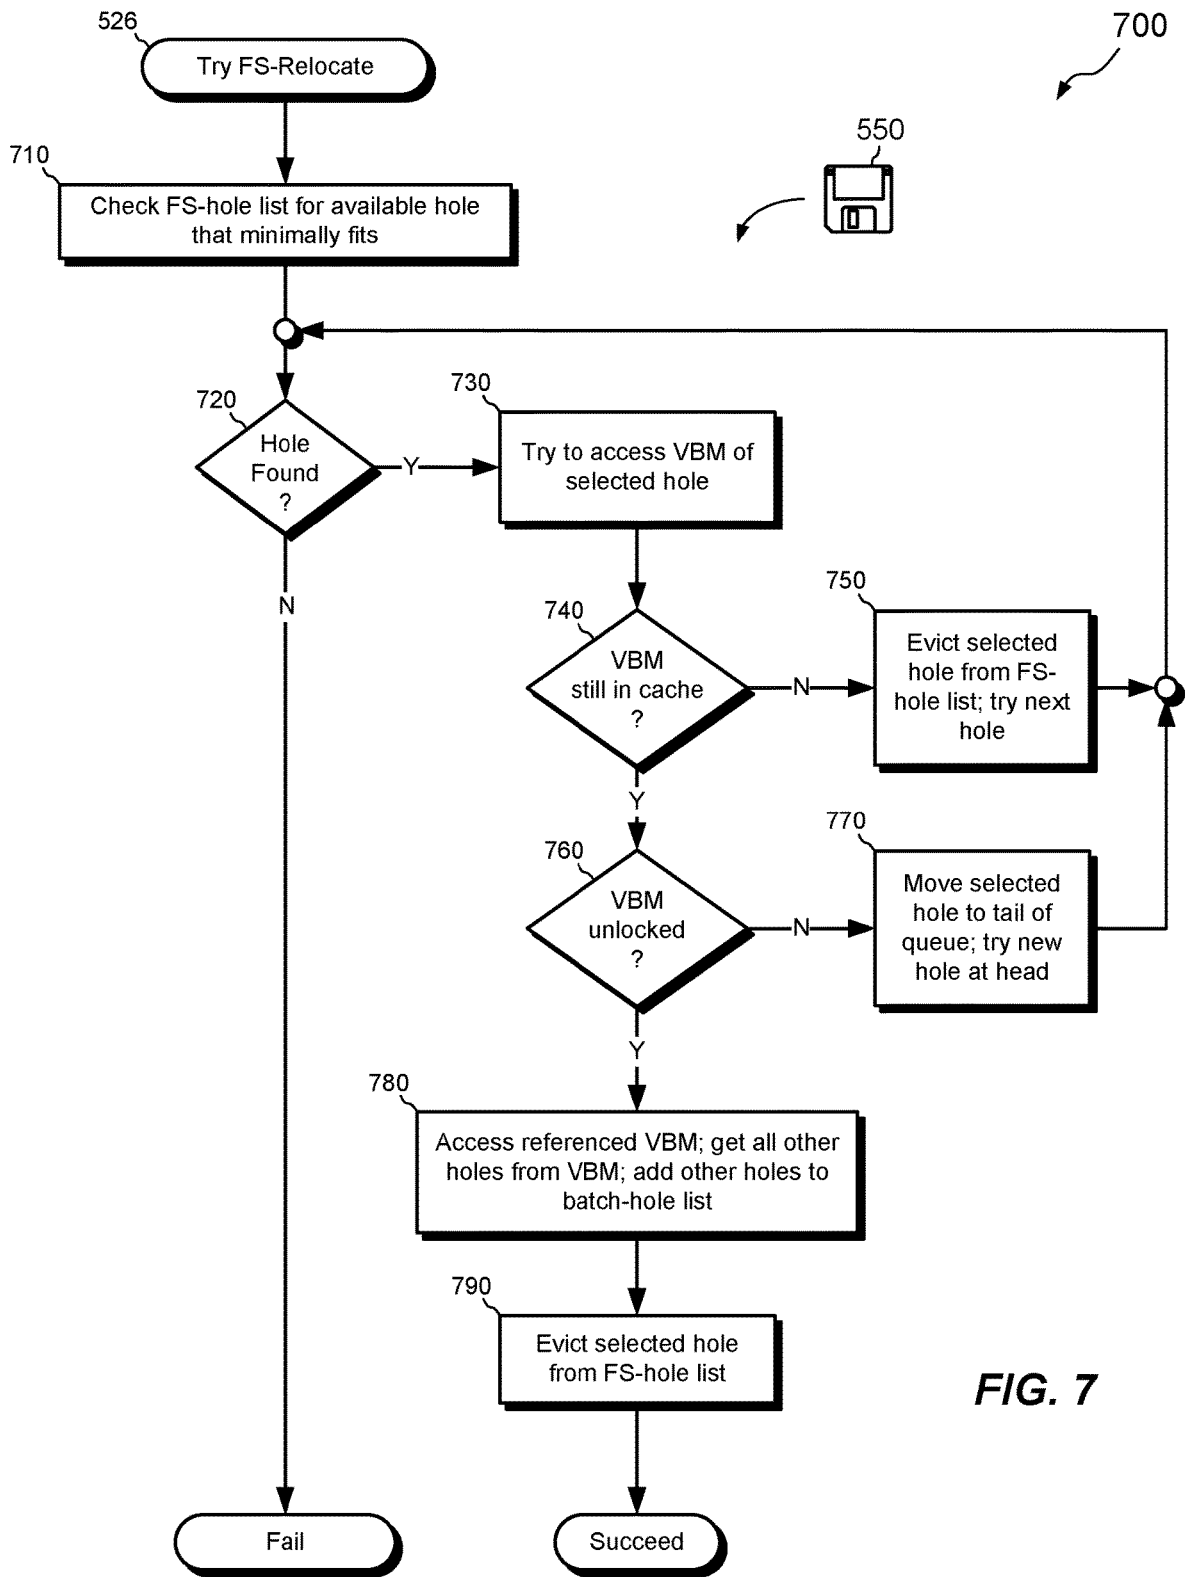 700
526
Try FS-Relocate
550
710
Check FS-hole list for available hole
that minimally fits
720
Hole
Found
?
Y
N
730
Try to access VBM of
selected hole
740
VBM
still in cache
?
N
Y
750
Evict selected
hole from FS-
hole list; try next
hole
760
VBM
unlocked
?
N
Y
770
Move selected
hole to tail of
queue; try new
hole at head
780
Access referenced VBM; get all other
holes from VBM; add other holes to
batch-hole list
790
Evict selected hole
from FS-hole list
FIG. 7
Fail
Succeed